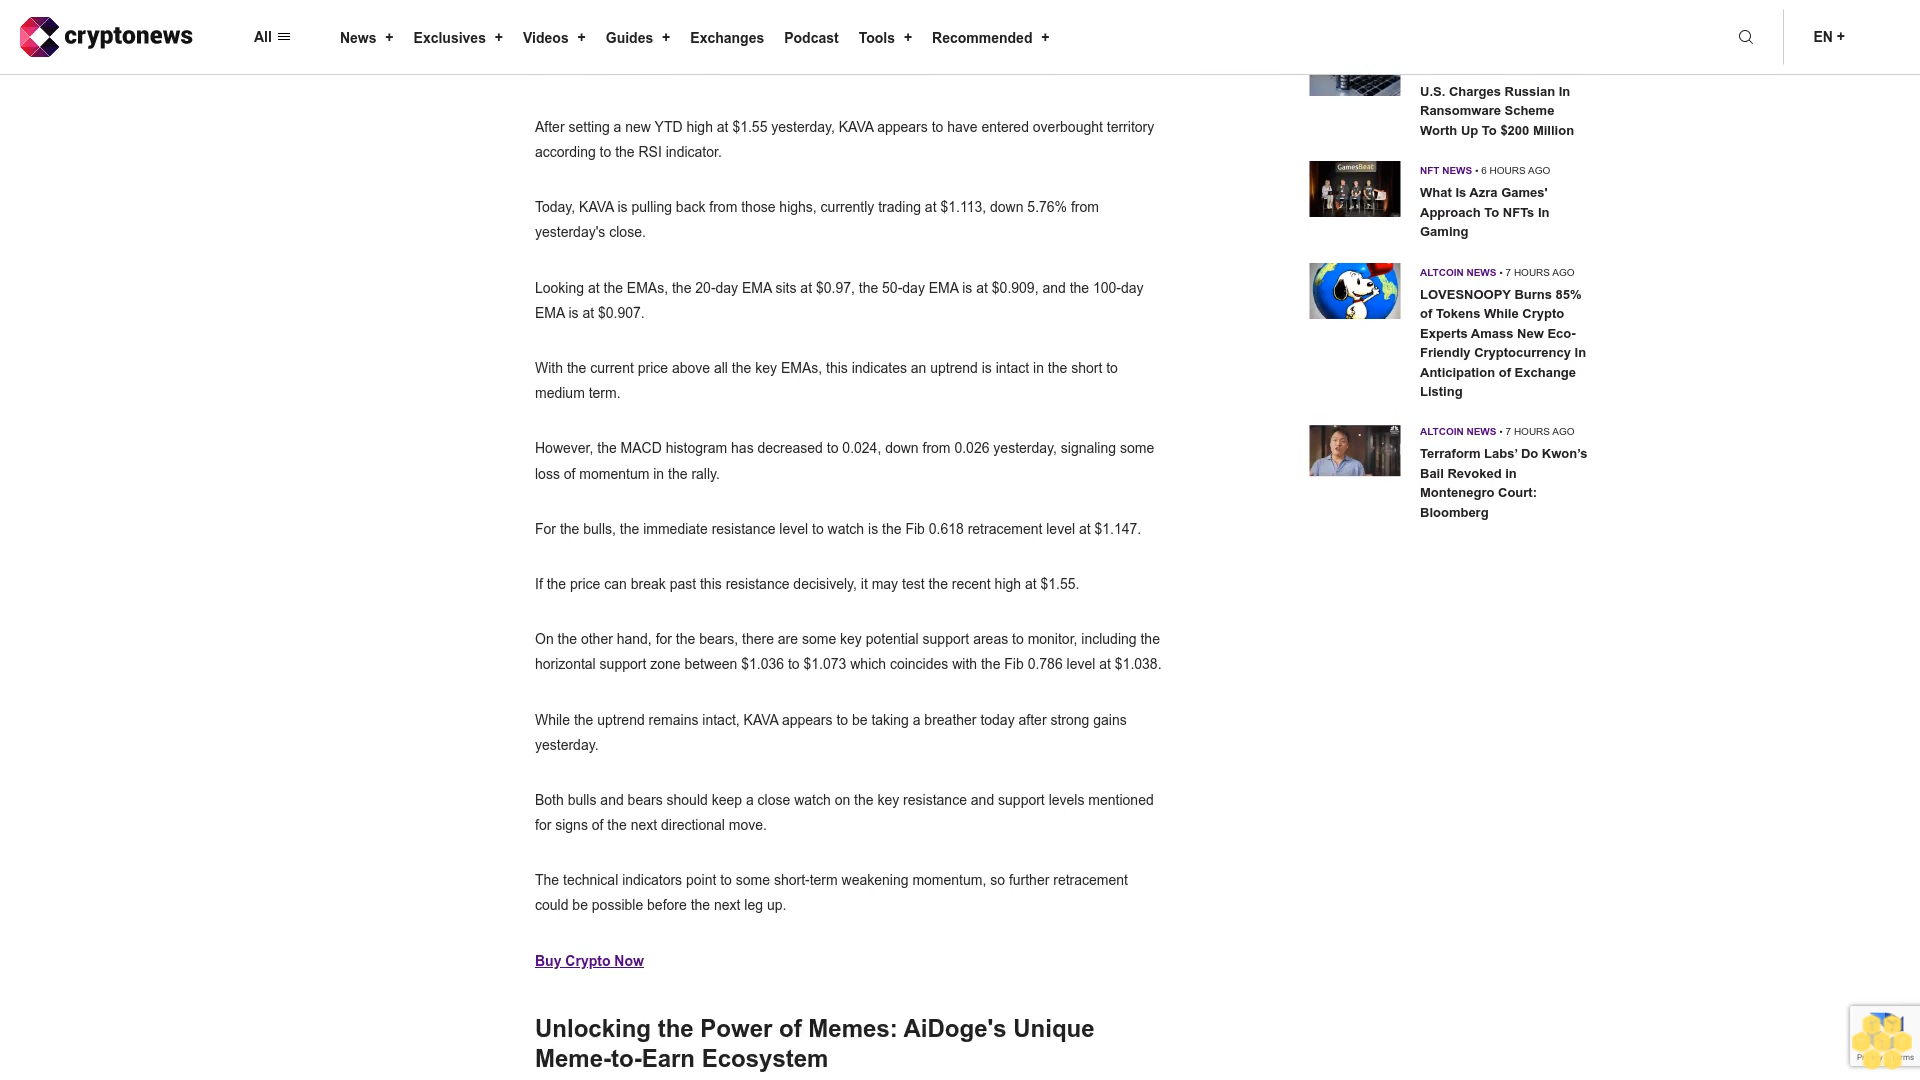 cryptonews
All
News +
Exclusives +
Videos +
Guides +
Exchanges
Podcast
Tools +
Recommended +
EN +
After setting a new YTD high at $1.55 yesterday, KAVA appears to have entered overbought territory
according to the RSI indicator.
Today, KAVA is pulling back from those highs, currently trading at $1.113, down 5.76% from
yesterday's close.
Looking at the EMAs, the 20-day EMA sits at $0.97, the 50-day EMA is at $0.909, and the 100-day
EMA is at $0.907.
With the current price above all the key EMAs, this indicates an uptrend is intact in the short to
medium term.
However, the MACD histogram has decreased to 0.024, down from 0.026 yesterday, signaling some
loss of momentum in the rally.
For the bulls, the immediate resistance level to watch is the Fib 0.618 retracement level at $1.147.
If the price can break past this resistance decisively, it may test the recent high at $1.55.
On the other hand, for the bears, there are some key potential support areas to monitor, including the
horizontal support zone between $1.036 to $1.073 which coincides with the Fib 0.786 level at $1.038.
While the uptrend remains intact, KAVA appears to be taking a breather today after strong gains
yesterday.
Both bulls and bears should keep a close watch on the key resistance and support levels mentioned
for signs of the next directional move.
The technical indicators point to some short-term weakening momentum, so further retracement
could be possible before the next leg up.
Buy Crypto Now
Unlocking the Power of Memes: AiDoge's Unique
Meme-to-Earn Ecosystem
U.S. Charges Russian In
Ransomware Scheme
Worth Up To $200 Million
GamesBeat
NFT NEWS • 6 HOURS AGO
What Is Azra Games'
Approach To NFTs In
Gaming
ALTCOIN NEWS • 7 HOURS AGO
LOVESNOOPY Burns 85%
of Tokens While Crypto
Experts Amass New Eco-
Friendly Cryptocurrency In
Anticipation of Exchange
Listing
ALTCOIN NEWS • 7 HOURS AGO
Terraform Labs’ Do Kwon’s
Bail Revoked in
Montenegro Court:
Bloomberg